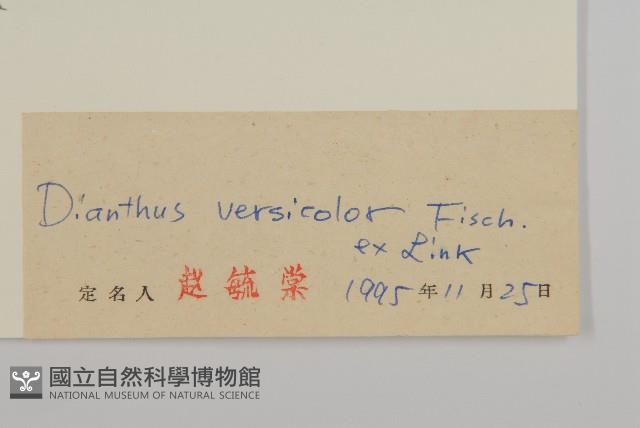 Dianthus versicolor Fisch.
ex Link
定名人 赵毓棠 1995年11月25日
國立自然科學博物館
NATIONAL MUSEUM OF NATURAL SCIENCE